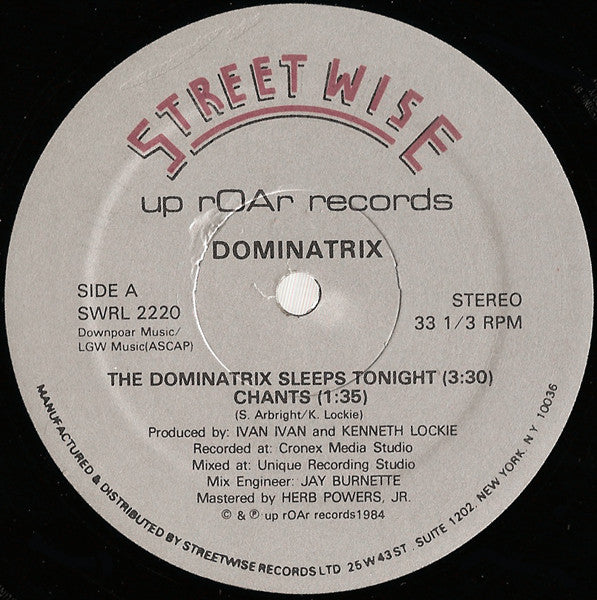 STREETWISE
up rOAr records
DOMINATRIX
SIDE A
SWRL 2220
Downpoar Music/
LGW Music(ASCAP)
STEREO
33 1/3 RPM
THE DOMINATRIX SLEEPS TONIGHT (3:30)
CHANTS (1:35)
(S. Arbright/K. Lockie)
Produced by: IVAN IVAN and KENNETH LOCKIE
Recorded at: Cronex Media Studio
Mixed at: Unique Recording Studio
Mix Engineer: JAY BURNETTE
Mastered by HERB POWERS, JR.
© & ℗ up rOAr records1984
MANUFACTURED & DISTRIBUTED BY STREETWISE RECORDS LTD 25 W 43 ST . SUITE 1202. NEW YORK. N.Y. 10036